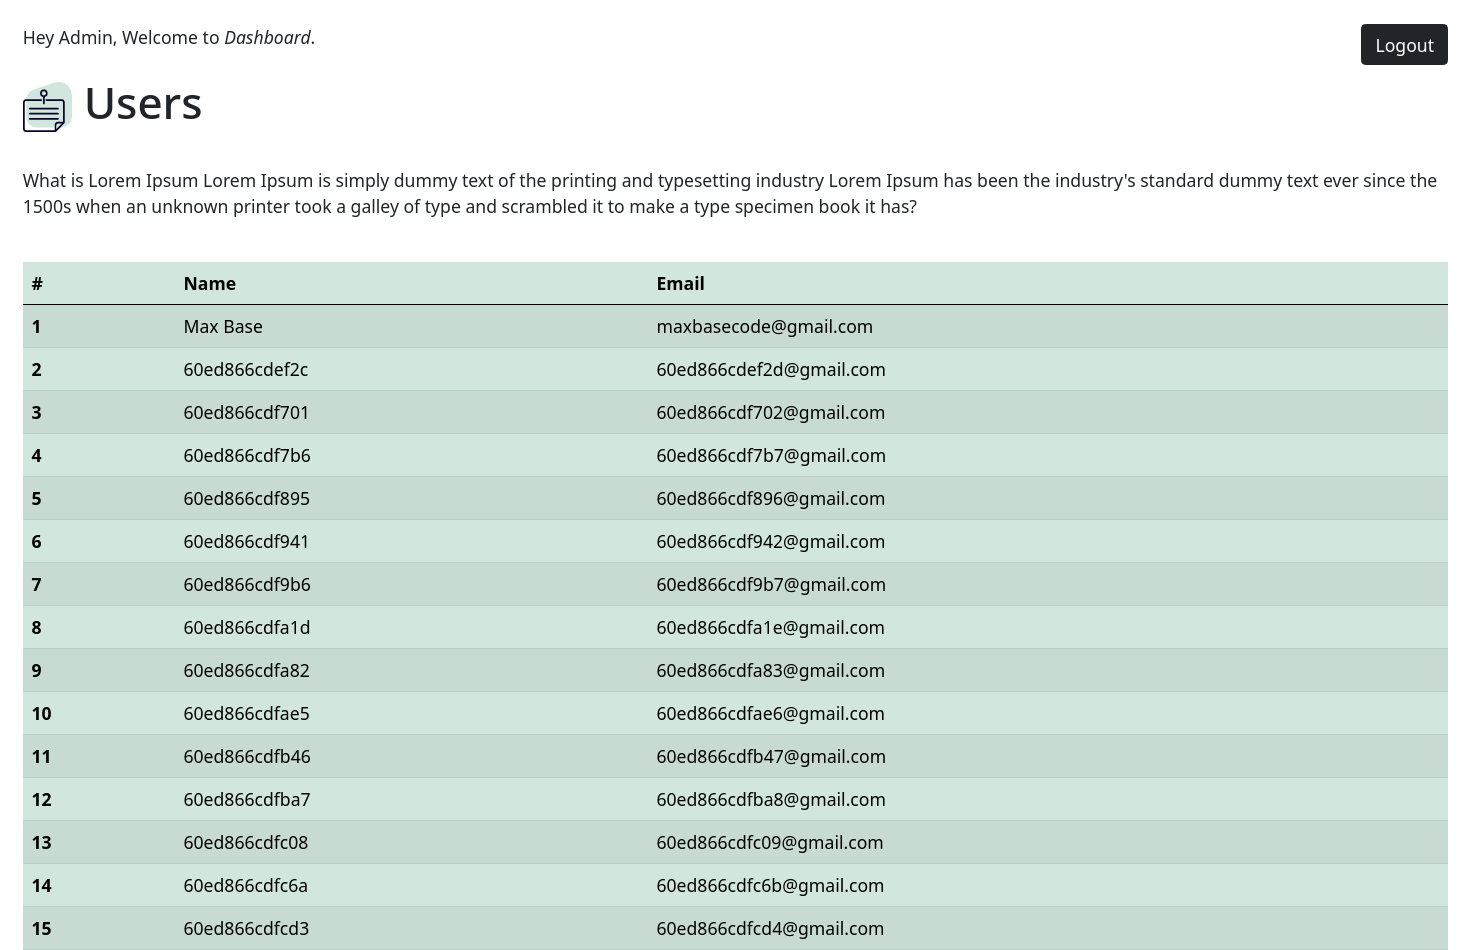 Hey Admin, Welcome to Dashboard.
Logout
Users
What is Lorem Ipsum Lorem Ipsum is simply dummy text of the printing and typesetting industry Lorem Ipsum has been the industry's standard dummy text ever since the
1500s when an unknown printer took a galley of type and scrambled it to make a type specimen book it has?
# Name Email
1 Max Base maxbasecode@gmail.com
2 60ed866cdef2c 60ed866cdef2d@gmail.com
3 60ed866cdf701 60ed866cdf702@gmail.com
4 60ed866cdf7b6 60ed866cdf7b7@gmail.com
5 60ed866cdf895 60ed866cdf896@gmail.com
6 60ed866cdf941 60ed866cdf942@gmail.com
7 60ed866cdf9b6 60ed866cdf9b7@gmail.com
8 60ed866cdfa1d 60ed866cdfa1e@gmail.com
9 60ed866cdfa82 60ed866cdfa83@gmail.com
10 60ed866cdfae5 60ed866cdfae6@gmail.com
11 60ed866cdfb46 60ed866cdfb47@gmail.com
12 60ed866cdfba7 60ed866cdfba8@gmail.com
13 60ed866cdfc08 60ed866cdfc09@gmail.com
14 60ed866cdfc6a 60ed866cdfc6b@gmail.com
15 60ed866cdfcd3 60ed866cdfcd4@gmail.com